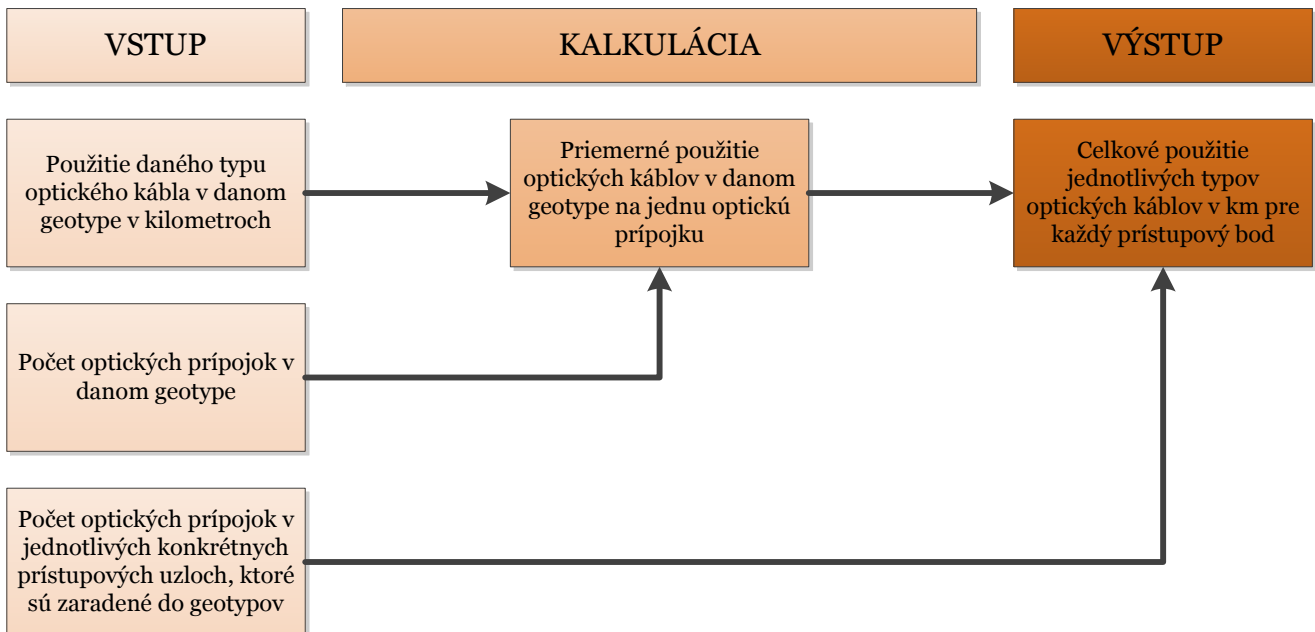 VSTUP
KALKULÁCIA
VÝSTUP
Použitie daného typu
optického kábla v danom
geotype v kilometroch
Priemerné použitie
optických káblov v danom
geotype na jednu optickú
prípojku
Celkové použitie
jednotlivých typov
optických káblov v km pre
každý prístupový bod
Počet optických prípojok v
danom geotype
Počet optických prípojok v
jednotlivých konkrétnych
prístupových uzloch, ktoré
sú zaradené do geotypov